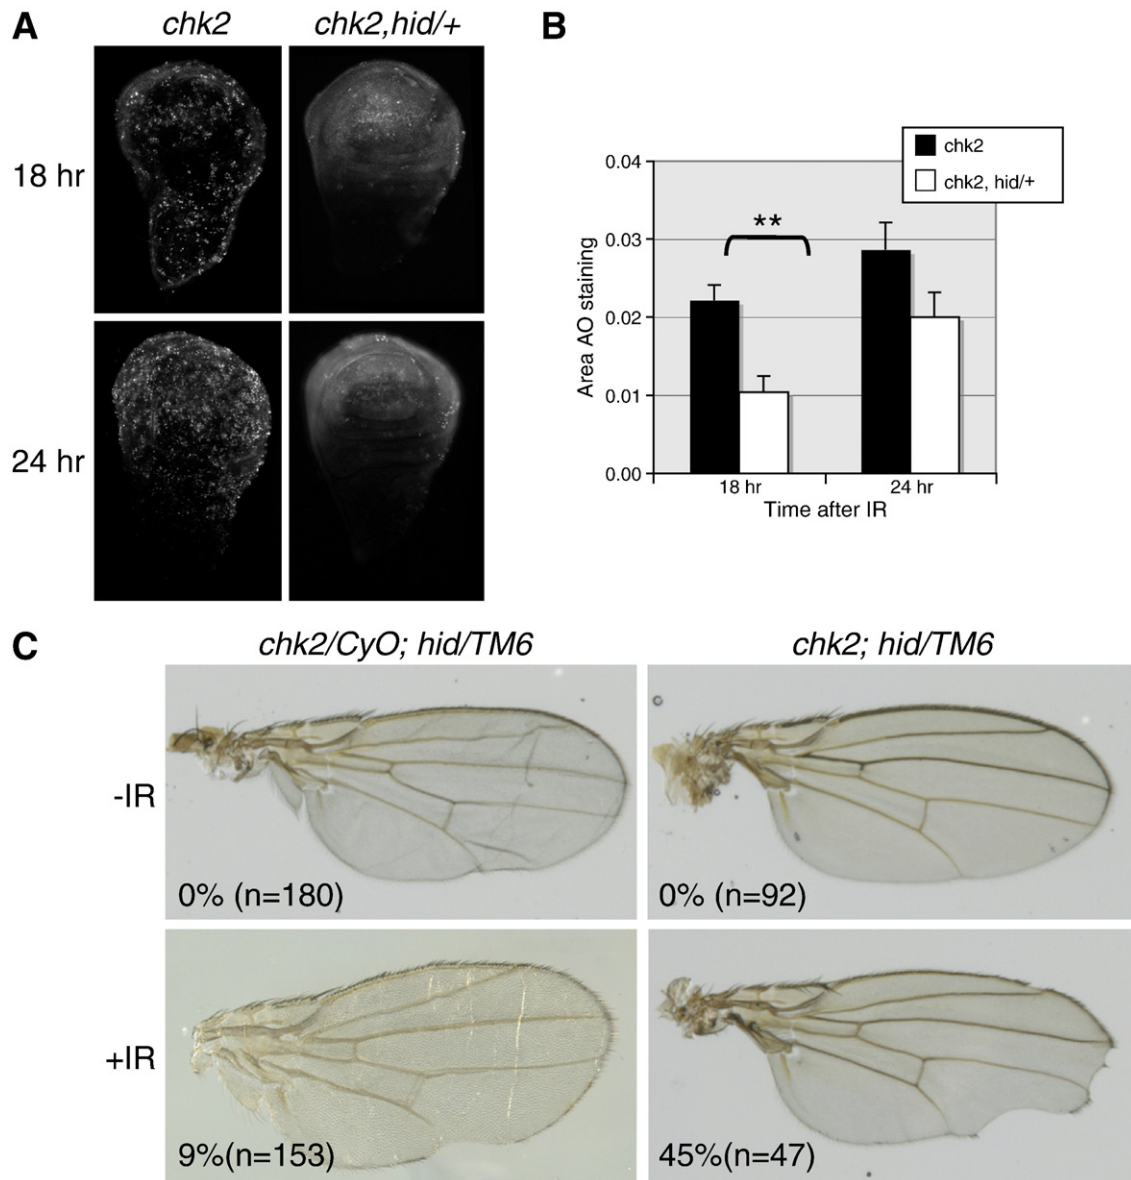 A
chk2
chk2,hid/+
18 hr
24 hr
B
chk2
chk2, hid/+
0.04
0.03
0.02
0.01
0.00
**
Area AO staining
18 hr
24 hr
Time after IR
C
chk2/CyO; hid/TM6
chk2; hid/TM6
-IR
0% (n=180)
0% (n=92)
+IR
9%(n=153)
45%(n=47)